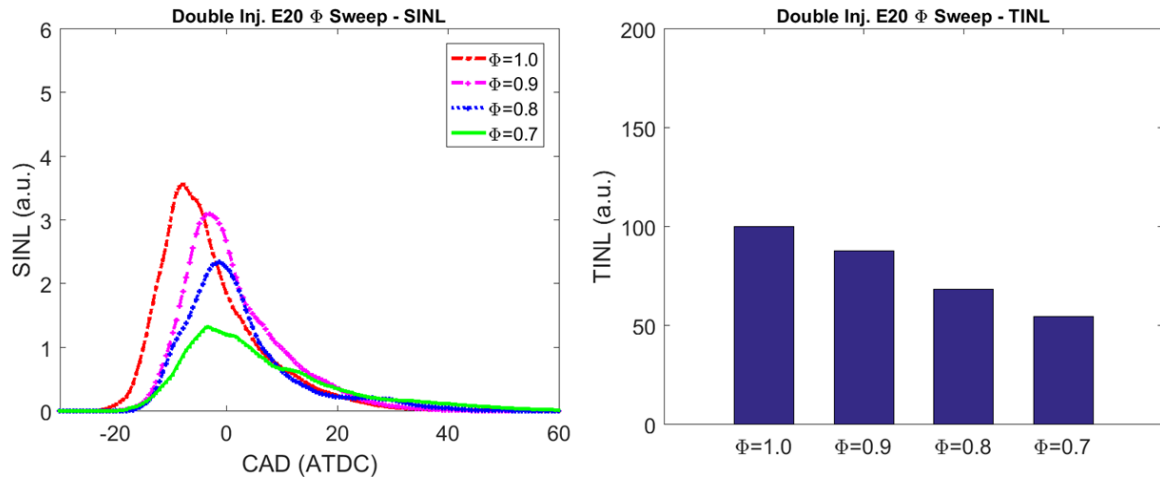 Double Inj. E20 Φ Sweep - SINL
6
5
4
3
2
1
0
SINL (a.u.)
-20
0
20
40
60
CAD (ATDC)
Φ=1.0
Φ=0.9
Φ=0.8
Φ=0.7
Double Inj. E20 Φ Sweep - TINL
200
150
100
50
0
TINL (a.u.)
Φ=1.0
Φ=0.9
Φ=0.8
Φ=0.7